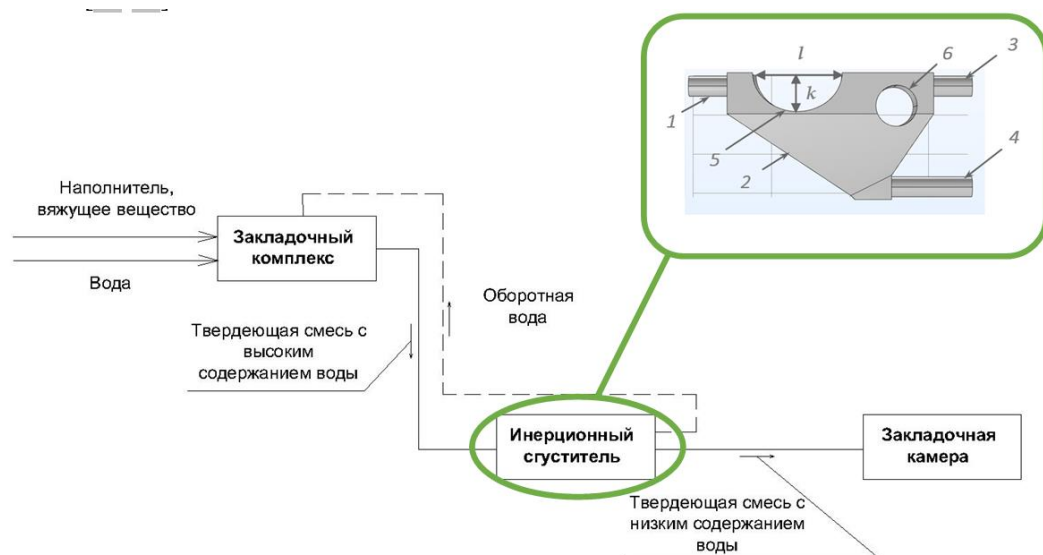 l
k
1
2
3
4
5
6
Наполнитель,
вяжущее вещество
Вода
Закладочный
комплекс
Твердеющая смесь с
высоким
содержанием воды
Оборотная
вода
Инерционный
сгуститель
Твердеющая смесь с
низким содержанием
воды
Закладочная
камера